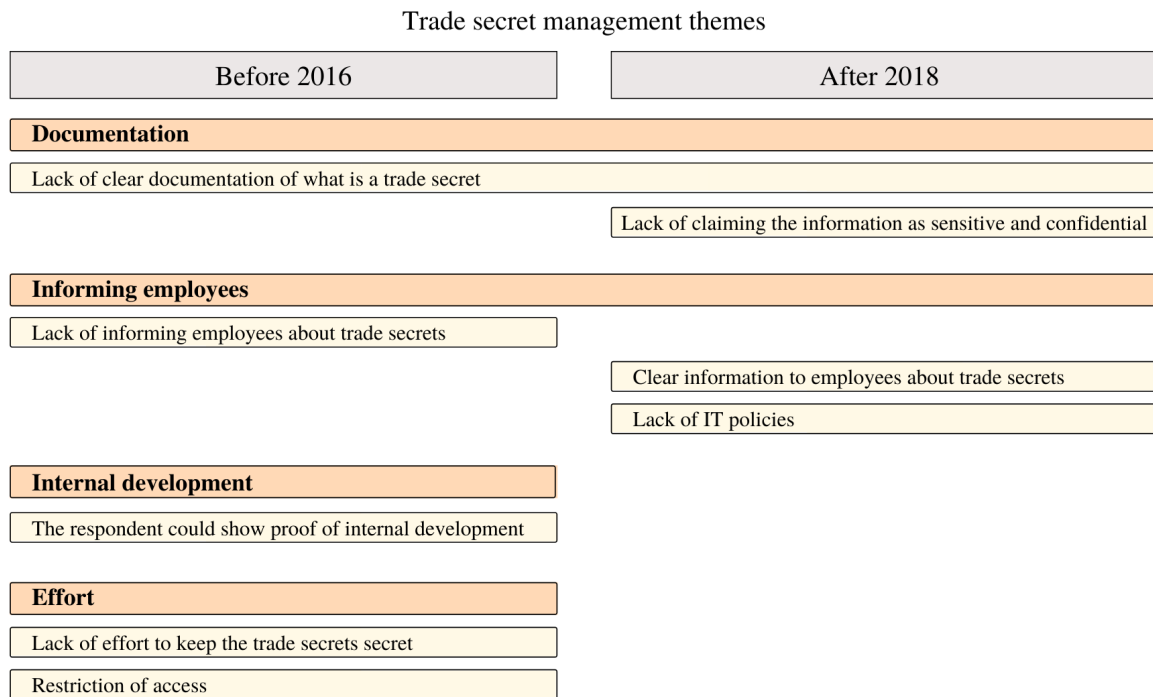 Trade secret management themes
Before 2016
After 2018
Documentation
Lack of clear documentation of what is a trade secret
Lack of claiming the information as sensitive and confidential
Informing employees
Lack of informing employees about trade secrets
Clear information to employees about trade secrets
Lack of IT policies
Internal development
The respondent could show proof of internal development
Effort
Lack of effort to keep the trade secrets secret
Restriction of access